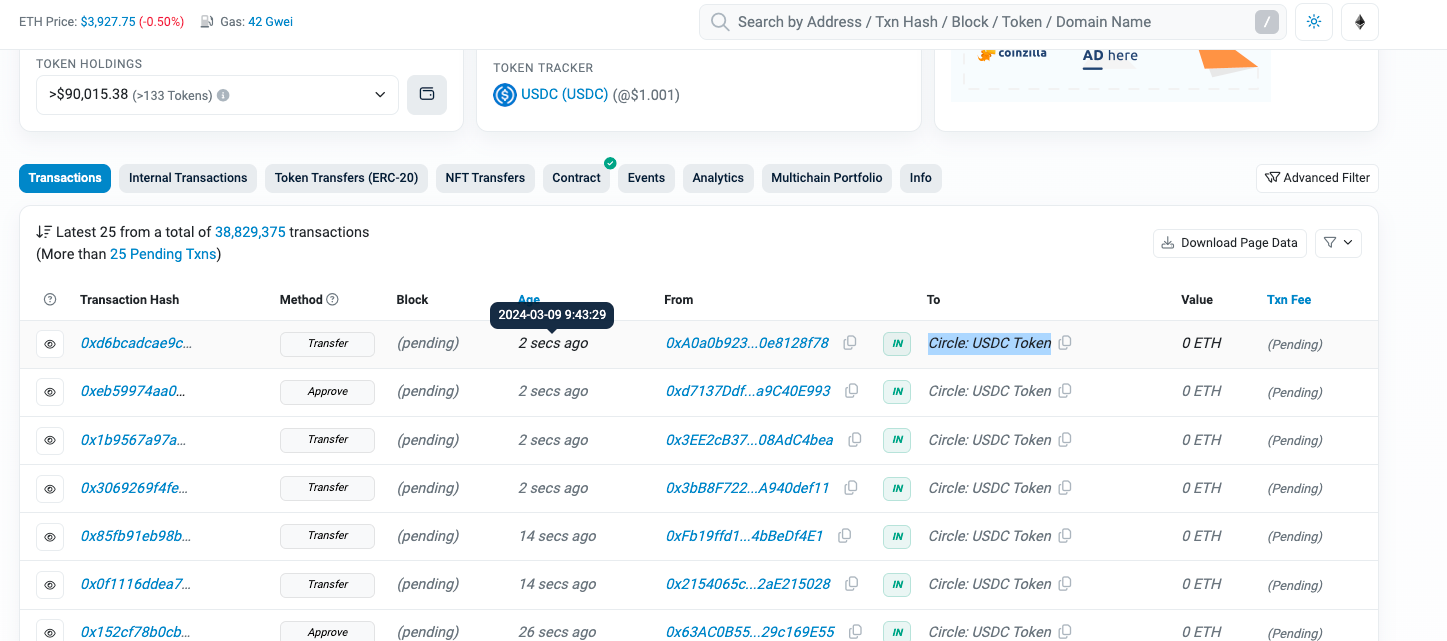 ETH Price: $3,927.75 (-0.50%) Gas: 42 Gwei
Search by Address / Txn Hash / Block / Token / Domain Name /
TOKEN HOLDINGS
>$90,015.38 (>133 Tokens)
TOKEN TRACKER
USDC (USDC) (@$1.001)
coinzilla AD here
Transactions Internal Transactions Token Transfers (ERC-20) NFT Transfers Contract Events Analytics Multichain Portfolio Info Advanced Filter
Latest 25 from a total of 38,829,375 transactions
(More than 25 Pending Txns)
Download Page Data
Transaction Hash Method Block Age From To Value Txn Fee
2024-03-09 9:43:29
0xd6bcadcae9c... Transfer (pending) 2 secs ago 0xA0a0b923...0e8128f78 IN Circle: USDC Token 0 ETH (Pending)
0xeb59974aa0... Approve (pending) 2 secs ago 0xd7137Ddf...a9C40E993 IN Circle: USDC Token 0 ETH (Pending)
0x1b9567a97a... Transfer (pending) 2 secs ago 0x3EE2cB37...08AdC4bea IN Circle: USDC Token 0 ETH (Pending)
0x3069269f4fe... Transfer (pending) 2 secs ago 0x3bB8F722...A940def11 IN Circle: USDC Token 0 ETH (Pending)
0x85fb91eb98b... Transfer (pending) 14 secs ago 0xFb19ffd1...4bBeDf4E1 IN Circle: USDC Token 0 ETH (Pending)
0x0f1116ddea7... Transfer (pending) 14 secs ago 0x2154065c...2aE215028 IN Circle: USDC Token 0 ETH (Pending)
0x152cf78b0cb... Approve (pending) 26 secs ago 0x63AC0B55...29c169E55 IN Circle: USDC Token 0 ETH (Pending)